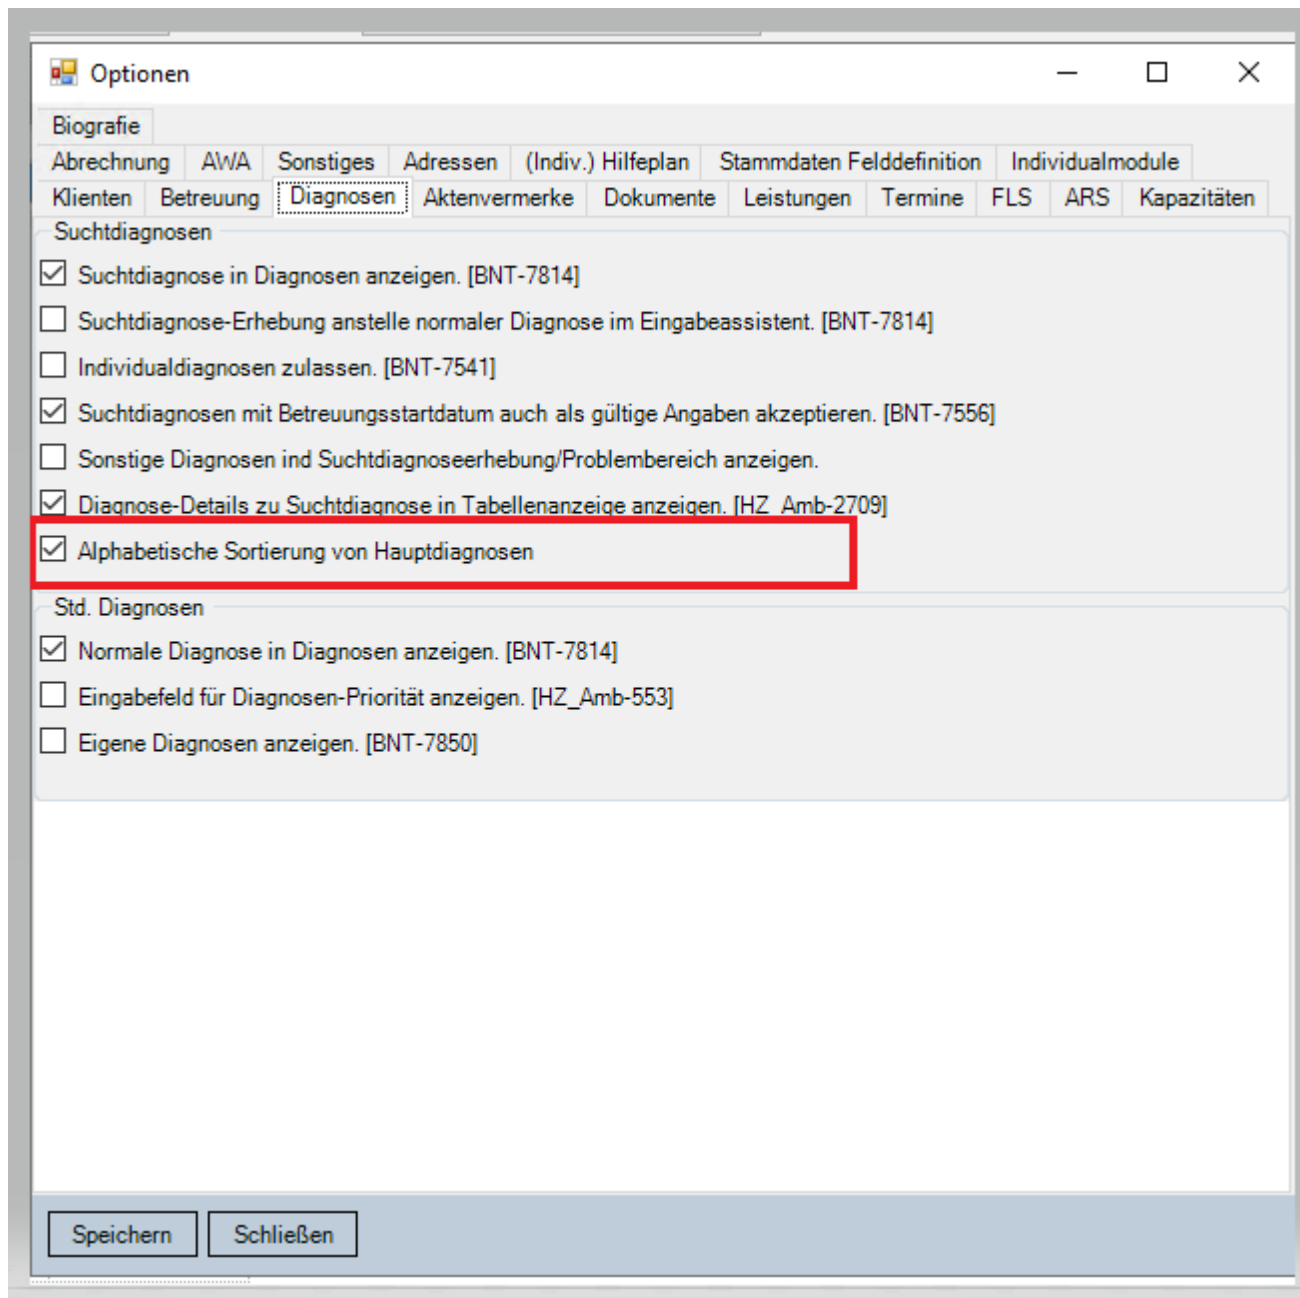 Optionen
Biografie
Abrechnung AWA Sonstiges Adressen (Indiv.) Hilfeplan Stammdaten Felddefinition Individualmodule
Klienten Betreuung Diagnosen Aktenvermerke Dokumente Leistungen Termine FLS ARS Kapazitäten
Suchtdiagnosen
Suchtdiagnose in Diagnosen anzeigen. [BNT-7814]
Suchtdiagnose-Erhebung anstelle normaler Diagnose im Eingabeassistent. [BNT-7814]
Individualdiagnosen zulassen. [BNT-7541]
Suchtdiagnosen mit Betreuungsstartdatum auch als gültige Angaben akzeptieren. [BNT-7556]
Sonstige Diagnosen ind Suchtdiagnoseerhebung/Problembereich anzeigen.
Diagnose-Details zu Suchtdiagnose in Tabellenanzeige anzeigen. [HZ_Amb-2709]
Alphabetische Sortierung von Hauptdiagnosen
Std. Diagnosen
Normale Diagnose in Diagnosen anzeigen. [BNT-7814]
Eingabefeld für Diagnosen-Priorität anzeigen. [HZ_Amb-553]
Eigene Diagnosen anzeigen. [BNT-7850]
Speichern Schließen